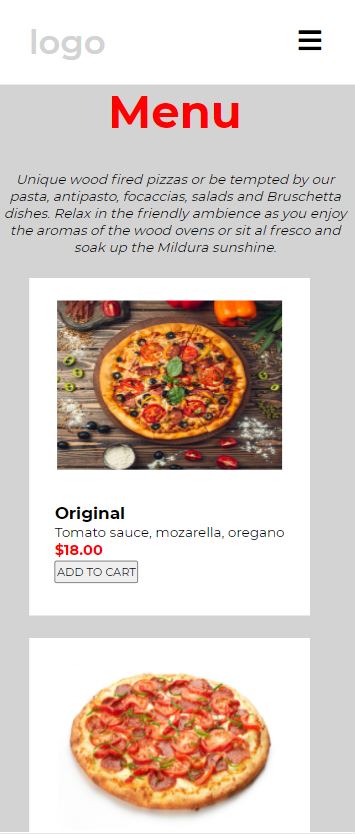 logo
Menu
Unique wood fired pizzas or be tempted by our
pasta, antipasto, focaccias, salads and Bruschetta
dishes. Relax in the friendly ambience as you enjoy
the aromas of the wood ovens or sit al fresco and
soak up the Mildura sunshine.
Original
Tomato sauce, mozarella, oregano
$18.00
ADD TO CART